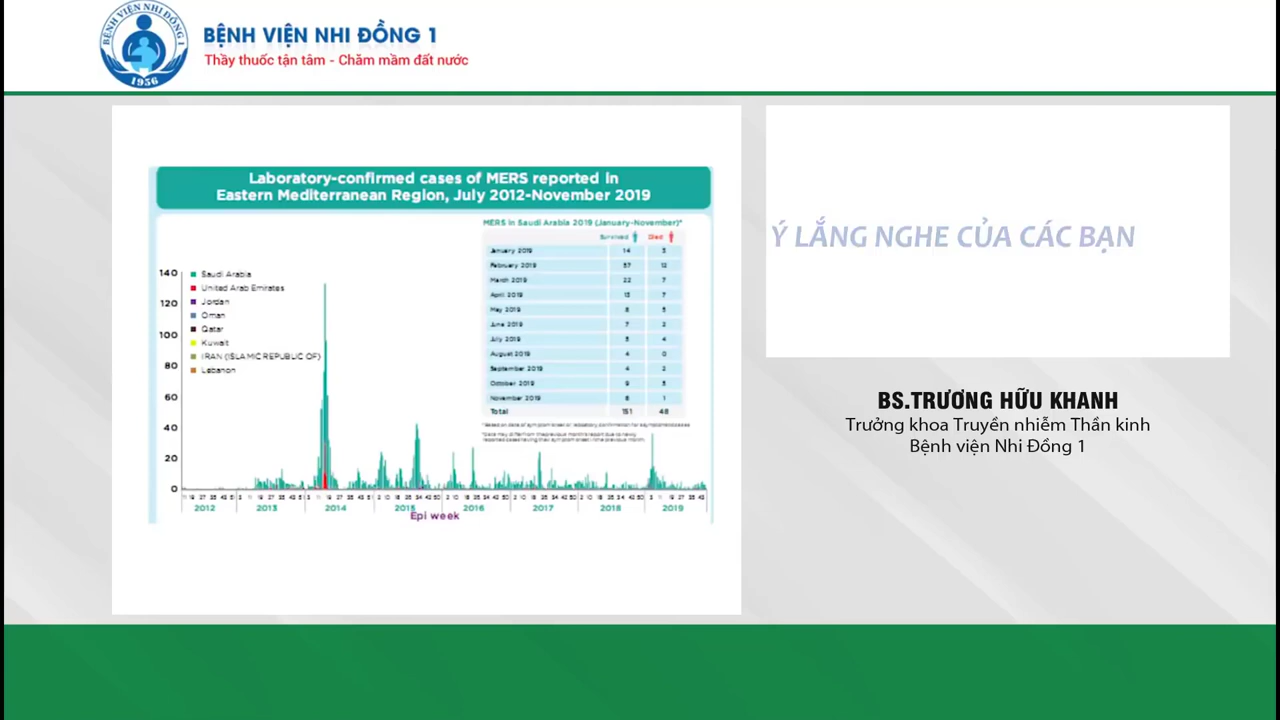 BỆNH VIỆN NHI ĐỒNG 1
1956
BỆNH VIỆN NHI ĐỒNG 1
Thầy thuốc tận tâm - Chăm mầm đất nước
Laboratory-confirmed cases of MERS reported in
Eastern Mediterranean Region, July 2012-November 2019
MERS in Saudi Arabia 2019 (January-November)*
Survived Died
January 2019 14 3
February 2019 57 12
March 2019 22 7
April 2019 13 7
May 2019 8 5
June 2019 7 2
July 2019 5 4
August 2019 4 0
September 2019 4 2
October 2019 9 3
November 2019 8 1
Total 151 48
140
120
100
80
60
40
20
0
Saudi Arabia
United Arab Emirates
Jordan
Oman
Qatar
Kuwait
IRAN (ISLAMIC REPUBLIC OF)
Lebanon
2012 2013 2014 2015 2016 2017 2018 2019
Epi week
Ý LẮNG NGHE CỦA CÁC BẠN
BS.TRƯƠNG HỮU KHANH
Trưởng khoa Truyền nhiễm Thần kinh
Bệnh viện Nhi Đồng 1